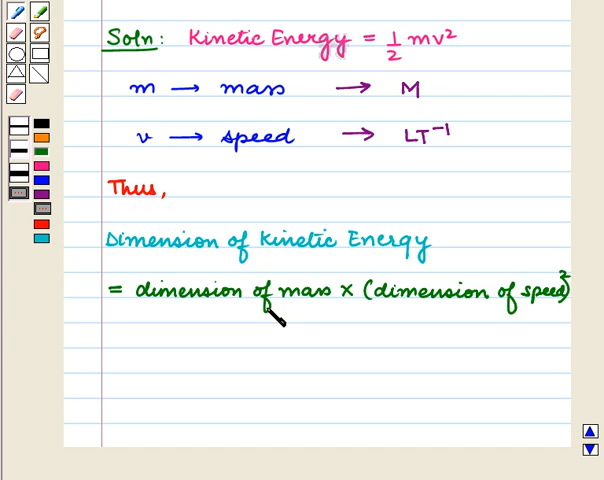 Soln: Kinetic Energy = 1/2 mv²
m → mass → M
v → speed → LT⁻¹
Thus,
Dimension of Kinetic Energy
= dimension of mass × (dimension of speed)²